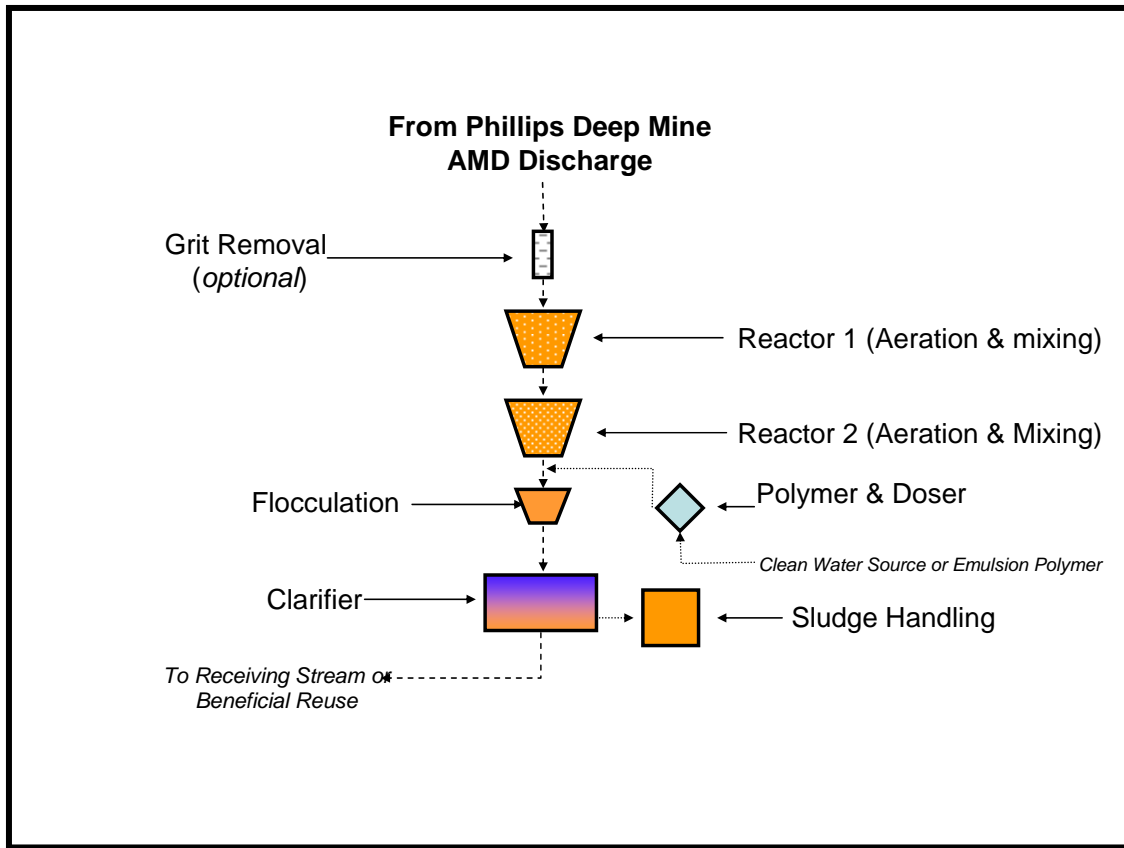 From Phillips Deep Mine
AMD Discharge
Grit Removal
(optional)
Reactor 1 (Aeration & mixing)
Reactor 2 (Aeration & Mixing)
Flocculation
Polymer & Doser
Clean Water Source or Emulsion Polymer
Clarifier
Sludge Handling
To Receiving Stream or
Beneficial Reuse